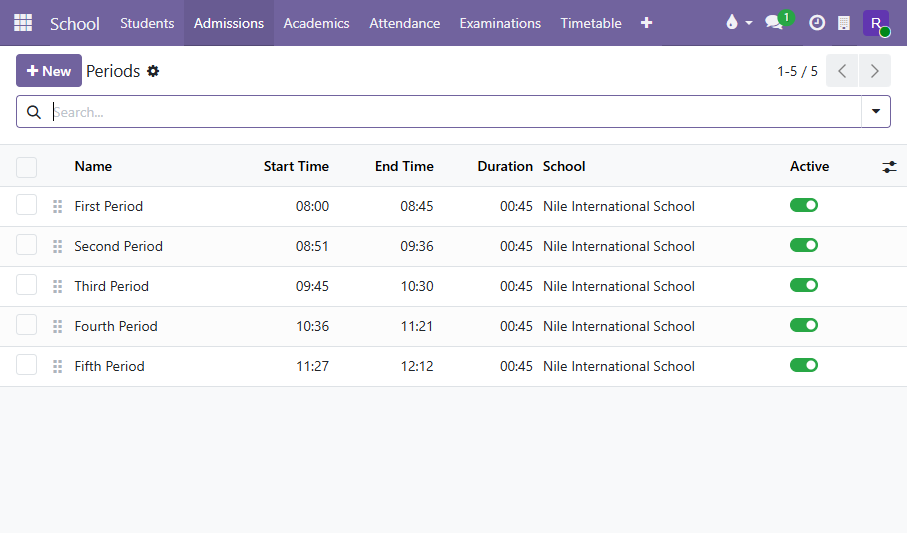 School Students Admissions Academics Attendance Examinations Timetable + 1 R
+ New Periods 1-5 / 5
Search...
Name Start Time End Time Duration School Active
First Period 08:00 08:45 00:45 Nile International School
Second Period 08:51 09:36 00:45 Nile International School
Third Period 09:45 10:30 00:45 Nile International School
Fourth Period 10:36 11:21 00:45 Nile International School
Fifth Period 11:27 12:12 00:45 Nile International School